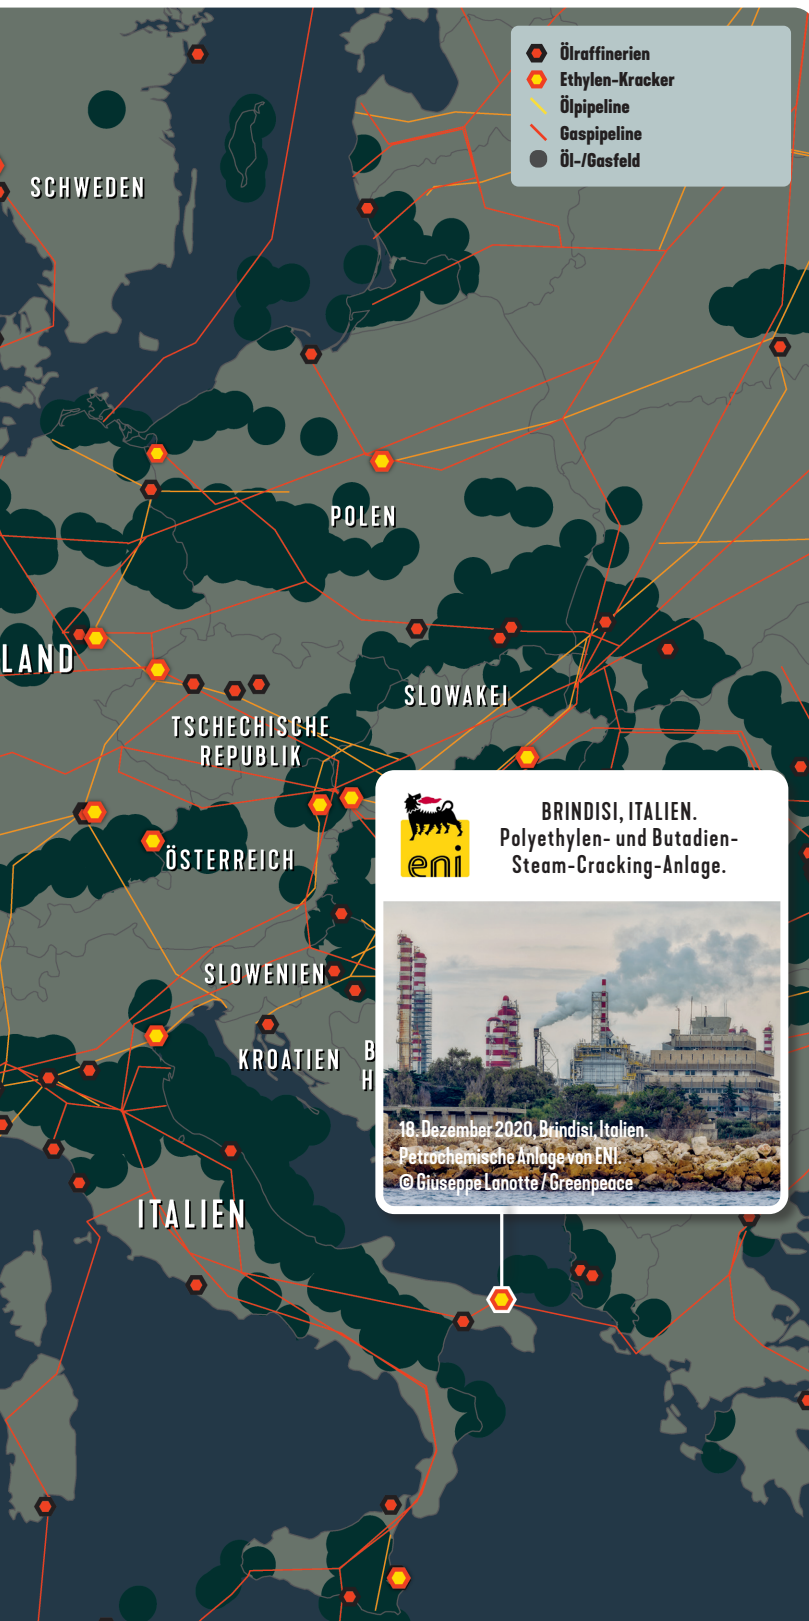 Ölraffinerien
Ethylen-Kracker
Ölpipeline
Gaspipeline
Öl-/Gasfeld
SCHWEDEN
POLEN
LAND
SLOWAKEI
TSCHECHISCHE
REPUBLIK
ÖSTERREICH
SLOWENIEN
KROATIEN
B
H
ITALIEN
eni
BRINDISI, ITALIEN.
Polyethylen- und Butadien-
Steam-Cracking-Anlage.
18. Dezember 2020, Brindisi, Italien.
Petrochemische Anlage von ENI.
© Giuseppe Lanotte / Greenpeace